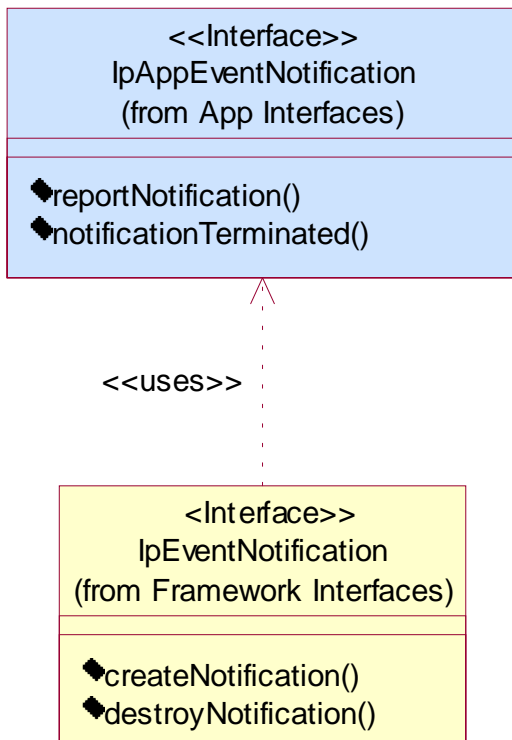 <<Interface>>
IpAppEventNotification
(from App Interfaces)
reportNotification()
notificationTerminated()
<<uses>>
<Interface>>
IpEventNotification
(from Framework Interfaces)
createNotification()
destroyNotification()